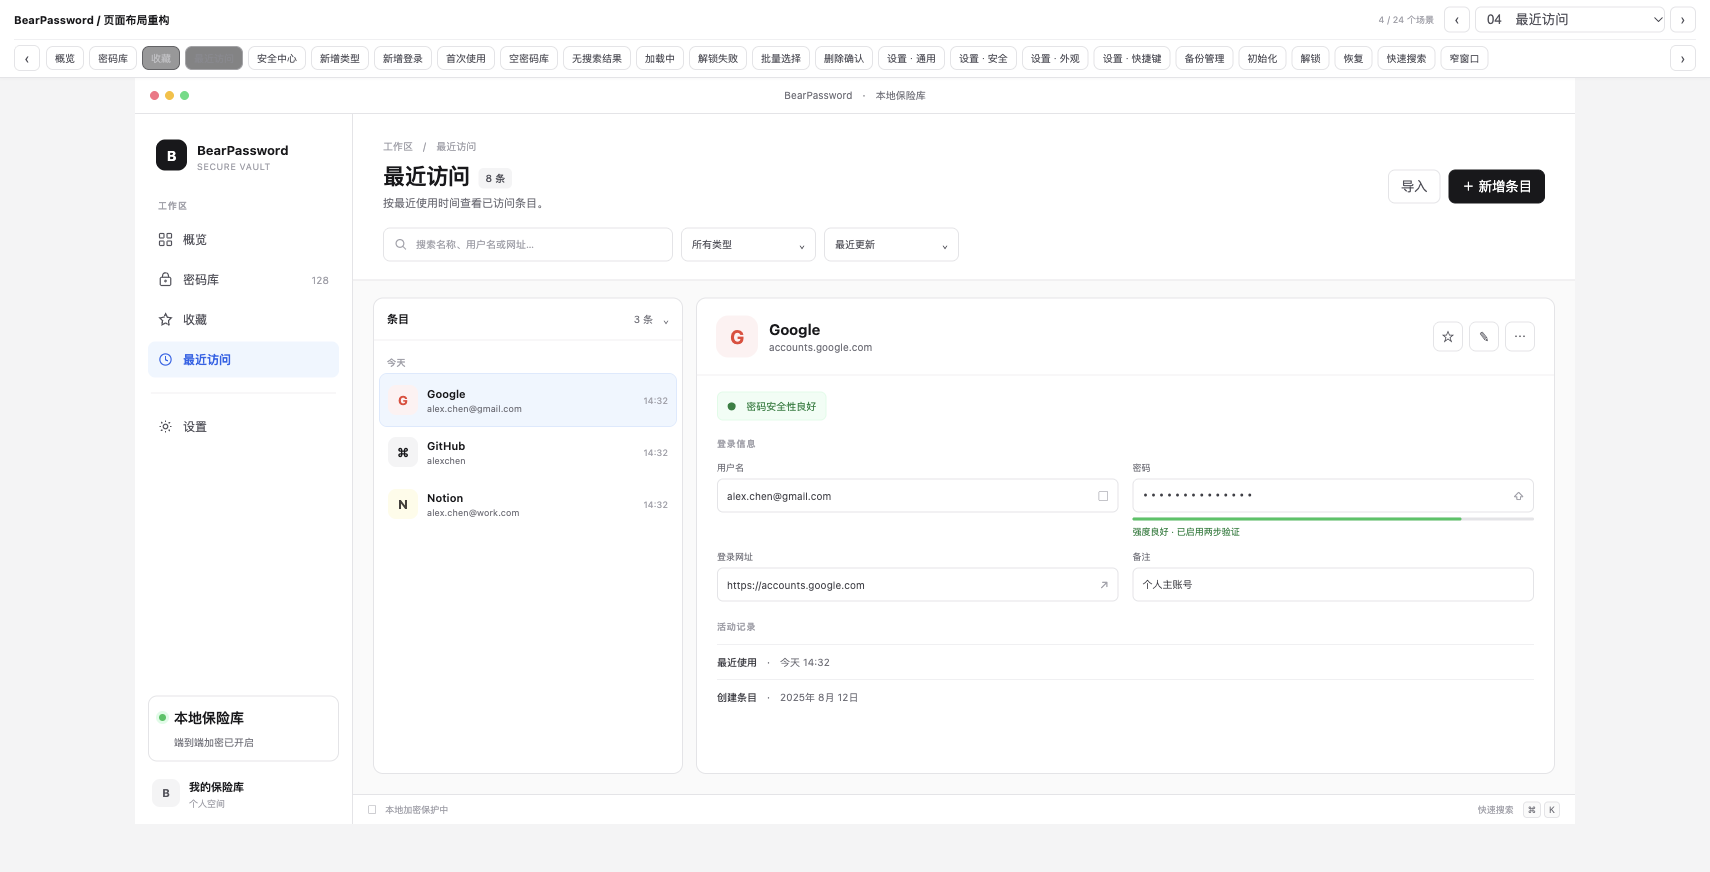 BearPassword / 页面布局重构
4 / 24 个场景
‹
04 最近访问
›
‹ 概览 密码库 收藏 安全中心 新增类型 新增登录 首次使用 空密码库 无搜索结果 加载中 解锁失败 批量选择 删除确认 设置 · 通用 设置 · 安全 设置 · 外观 设置 · 快捷键 备份管理 初始化 解锁 恢复 快速搜索 窄窗口 ›
BearPassword · 本地保险库
B
BearPassword
SECURE VAULT
工作区
概览
密码库 128
收藏
最近访问
设置
本地保险库
端到端加密已开启
B
我的保险库
个人空间
工作区 / 最近访问
最近访问 8 条
按最近使用时间查看已访问条目。
导入
+ 新增条目
搜索名称、用户名或网址...
所有类型
最近更新
条目 3 条
今天
G
Google
alex.chen@gmail.com
14:32
⌘
GitHub
alexchen
14:32
N
Notion
alex.chen@work.com
14:32
G
Google
accounts.google.com
密码安全性良好
登录信息
用户名
alex.chen@gmail.com
密码
••••••••••••••
强度良好 · 已启用两步验证
登录网址
https://accounts.google.com
备注
个人主账号
活动记录
最近使用 · 今天 14:32
创建条目 · 2025年 8月 12日
本地加密保护中
快速搜索 ⌘ K